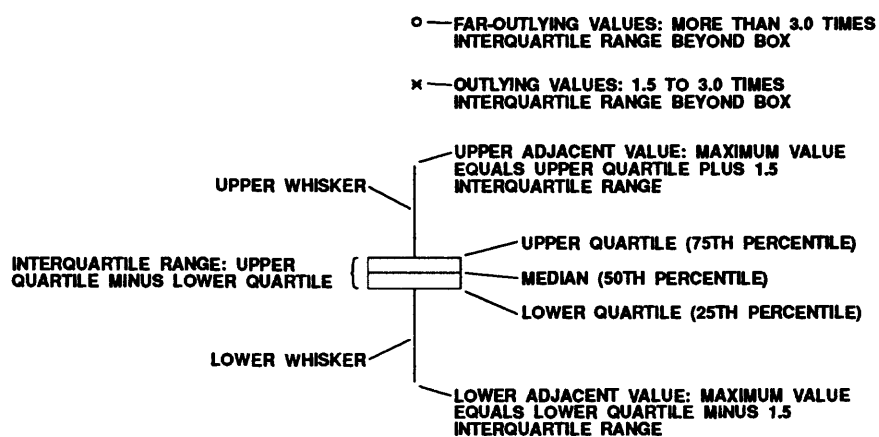 FAR-OUTLYING VALUES: MORE THAN 3.0 TIMES
INTERQUARTILE RANGE BEYOND BOX
OUTLYING VALUES: 1.5 TO 3.0 TIMES
INTERQUARTILE RANGE BEYOND BOX
UPPER ADJACENT VALUE: MAXIMUM VALUE
EQUALS UPPER QUARTILE PLUS 1.5
INTERQUARTILE RANGE
UPPER WHISKER
UPPER QUARTILE (75TH PERCENTILE)
INTERQUARTILE RANGE: UPPER
QUARTILE MINUS LOWER QUARTILE
MEDIAN (50TH PERCENTILE)
LOWER QUARTILE (25TH PERCENTILE)
LOWER WHISKER
LOWER ADJACENT VALUE: MAXIMUM VALUE
EQUALS LOWER QUARTILE MINUS 1.5
INTERQUARTILE RANGE